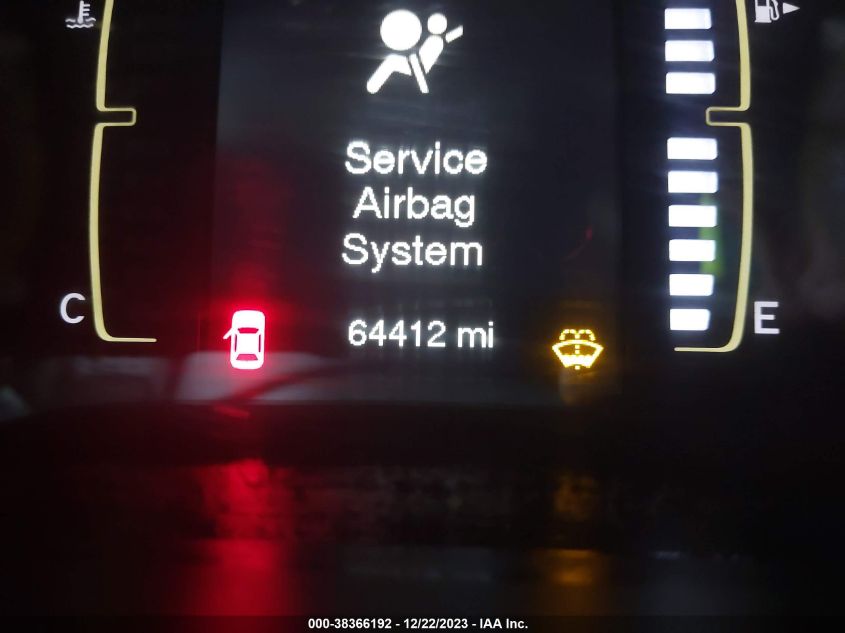 Service
Airbag
System
C
64412 mi
E
000-38366192 - 12/22/2023 - IAA Inc.